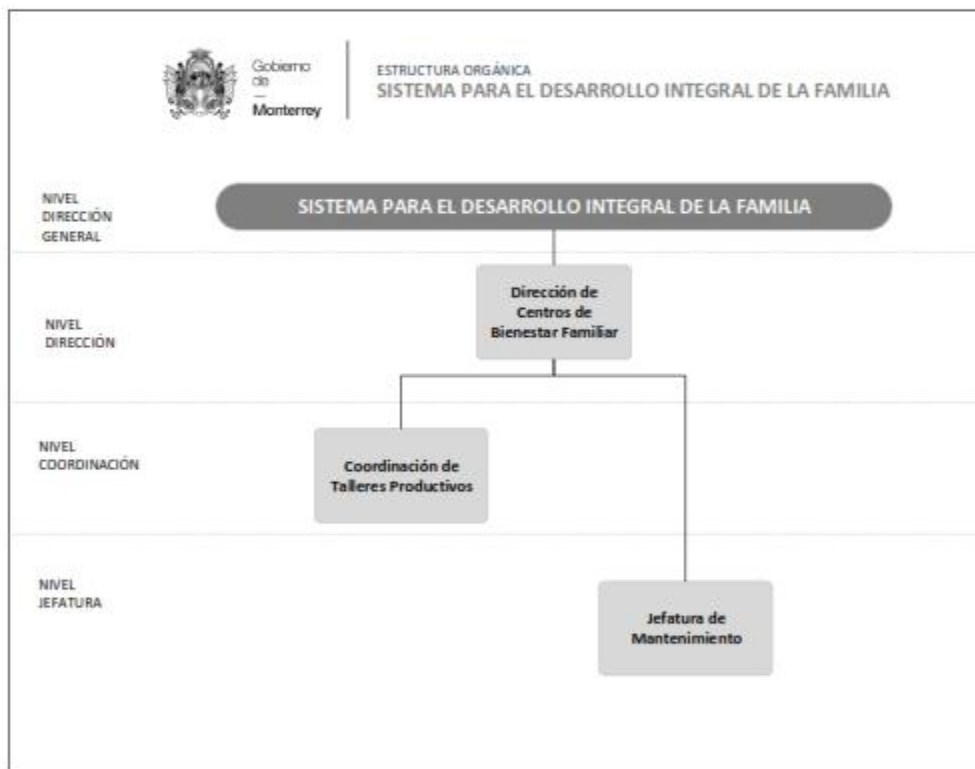 Gobierno
de
—
Monterrey
ESTRUCTURA ORGÁNICA
SISTEMA PARA EL DESARROLLO INTEGRAL DE LA FAMILIA
NIVEL
DIRECCIÓN
GENERAL
SISTEMA PARA EL DESARROLLO INTEGRAL DE LA FAMILIA
NIVEL
DIRECCIÓN
Dirección de
Centros de
Bienestar Familiar
NIVEL
COORDINACIÓN
Coordinación de
Talleres Productivos
NIVEL
JEFATURA
Jefatura de
Mantenimiento